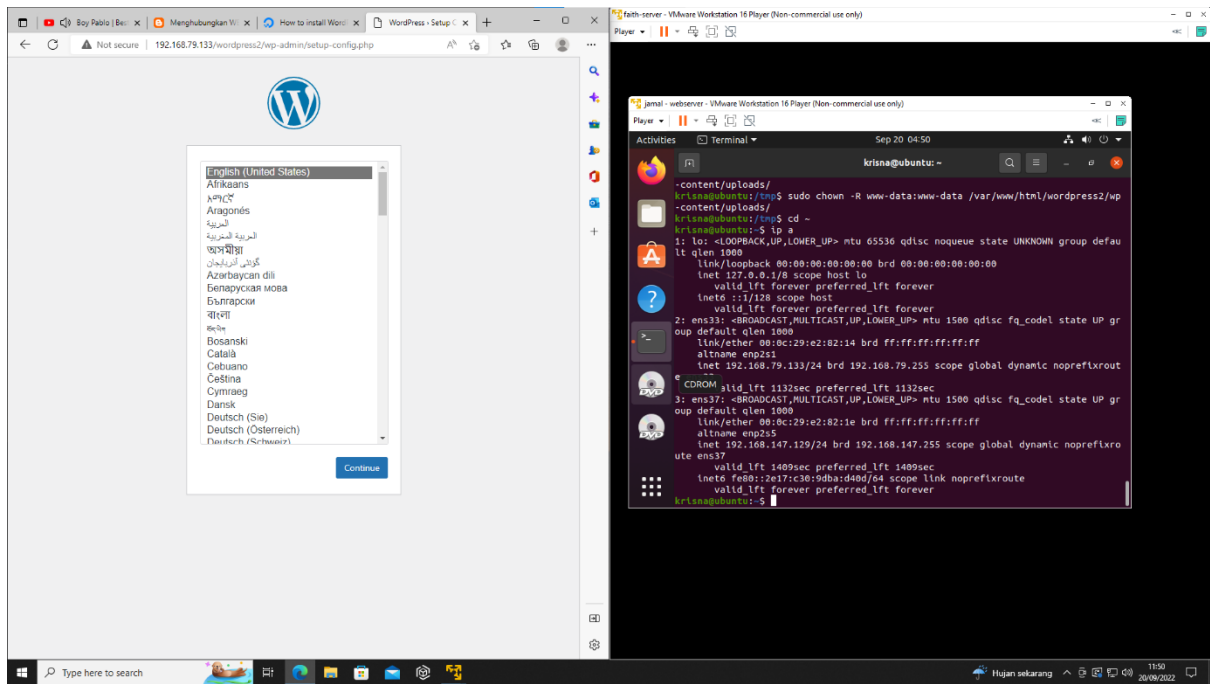 Boy Pablo | Best
Menghubungkan Wi
How to install Word
WordPress › Setup C
Not secure
192.168.79.133/wordpress2/wp-admin/setup-config.php
English (United States)
Afrikaans
አማርኛ
Aragonés
العربية
العربية المغربية
অসমীয়া
گؤنئی آذربایجان
Azərbaycan dili
Беларуская мова
Български
বাংলা
Bosanski
Català
Cebuano
Čeština
Cymraeg
Dansk
Deutsch (Sie)
Deutsch (Österreich)
Deutsch (Schweiz)
Continue
Type here to search
faith-server - VMware Workstation 16 Player (Non-commercial use only)
Player
jamal - webserver - VMware Workstation 16 Player (Non-commercial use only)
Player
Activities
Terminal
Sep 20 04:50
krisna@ubuntu: ~
-content/uploads/
krisna@ubuntu:/tmp$ sudo chown -R www-data:www-data /var/www/html/wordpress2/wp
-content/uploads/
krisna@ubuntu:/tmp$ cd ~
krisna@ubuntu:~$ ip a
1: lo: <LOOPBACK,UP,LOWER_UP> mtu 65536 qdisc noqueue state UNKNOWN group defau
lt qlen 1000
link/loopback 00:00:00:00:00:00 brd 00:00:00:00:00:00
inet 127.0.0.1/8 scope host lo
valid_lft forever preferred_lft forever
inet6 ::1/128 scope host
valid_lft forever preferred_lft forever
2: ens33: <BROADCAST,MULTICAST,UP,LOWER_UP> mtu 1500 qdisc fq_codel state UP gr
oup default qlen 1000
link/ether 00:0c:29:e2:82:14 brd ff:ff:ff:ff:ff:ff
altname enp2s1
inet 192.168.79.133/24 brd 192.168.79.255 scope global dynamic noprefixrout
e
CDROM
alid_lft 1132sec preferred_lft 1132sec
3: ens37: <BROADCAST,MULTICAST,UP,LOWER_UP> mtu 1500 qdisc fq_codel state UP gr
oup default qlen 1000
link/ether 00:0c:29:e2:82:1e brd ff:ff:ff:ff:ff:ff
altname enp2s5
inet 192.168.147.129/24 brd 192.168.147.255 scope global dynamic noprefixro
ute ens37
valid_lft 1409sec preferred_lft 1409sec
inet6 fe80::2e17:c30:9dba:d40d/64 scope link noprefixroute
valid_lft forever preferred_lft forever
krisna@ubuntu:~$
Hujan sekarang
11:50
20/09/2022